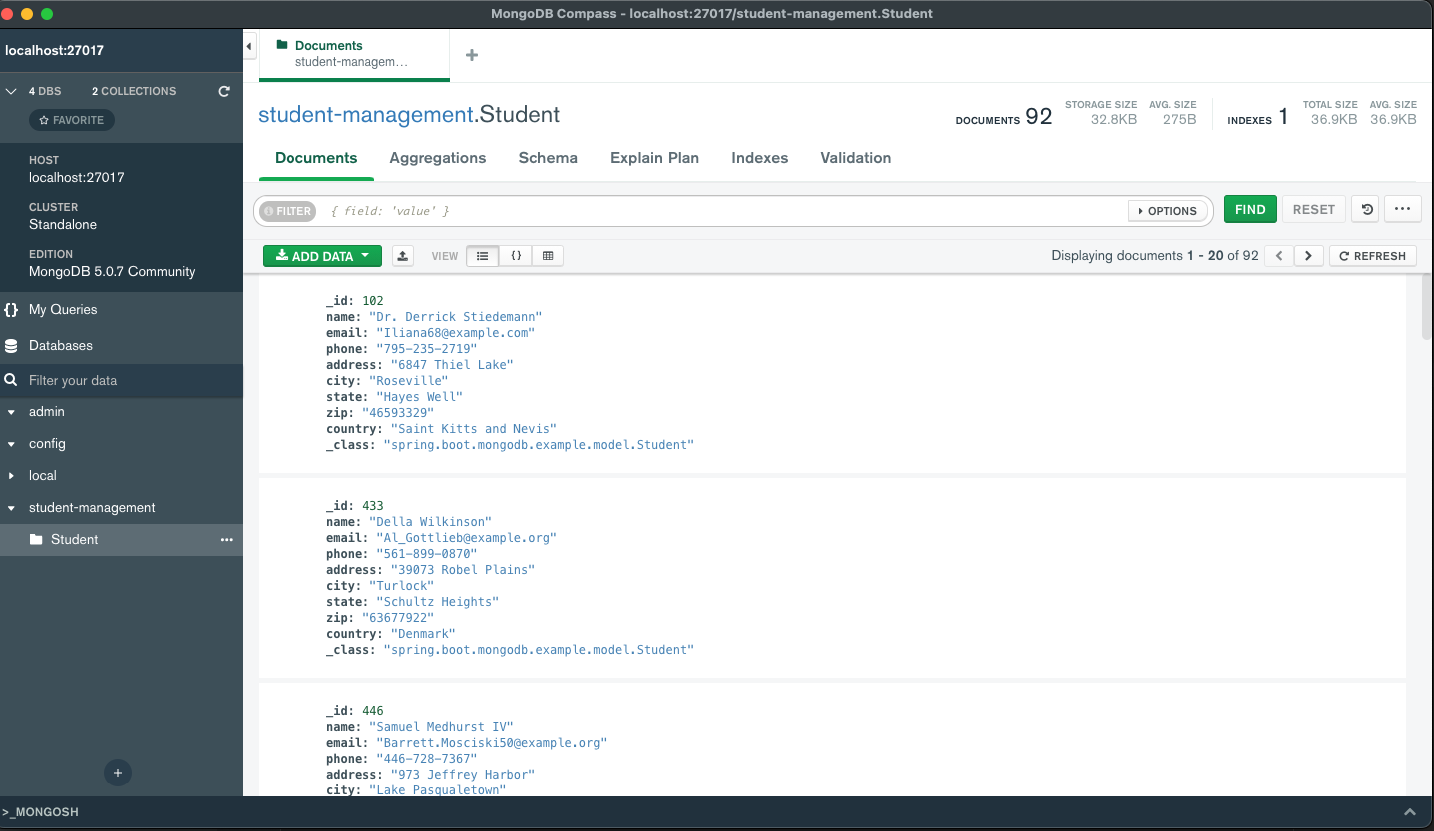 MongoDB Compass - localhost:27017/student-management.Student
localhost:27017
4 DBS 2 COLLECTIONS
FAVORITE
HOST
localhost:27017
CLUSTER
Standalone
EDITION
MongoDB 5.0.7 Community
{} My Queries
Databases
Filter your data
admin
config
local
student-management
Student
Documents
student-managem…
student-management.Student
DOCUMENTS 92
STORAGE SIZE
32.8KB
AVG. SIZE
275B
INDEXES 1
TOTAL SIZE
36.9KB
AVG. SIZE
36.9KB
Documents Aggregations Schema Explain Plan Indexes Validation
FILTER { field: 'value' } OPTIONS FIND RESET ...
ADD DATA VIEW {} Displaying documents 1 - 20 of 92 REFRESH
_id: 102
name: "Dr. Derrick Stiedemann"
email: "Iliana68@example.com"
phone: "795-235-2719"
address: "6847 Thiel Lake"
city: "Roseville"
state: "Hayes Well"
zip: "46593329"
country: "Saint Kitts and Nevis"
_class: "spring.boot.mongodb.example.model.Student"
_id: 433
name: "Della Wilkinson"
email: "Al_Gottlieb@example.org"
phone: "561-899-0870"
address: "39073 Robel Plains"
city: "Turlock"
state: "Schultz Heights"
zip: "63677922"
country: "Denmark"
_class: "spring.boot.mongodb.example.model.Student"
_id: 446
name: "Samuel Medhurst IV"
email: "Barrett.Mosciski50@example.org"
phone: "446-728-7367"
address: "973 Jeffrey Harbor"
city: "Lake Pasqualetown"
>_MONGOSH